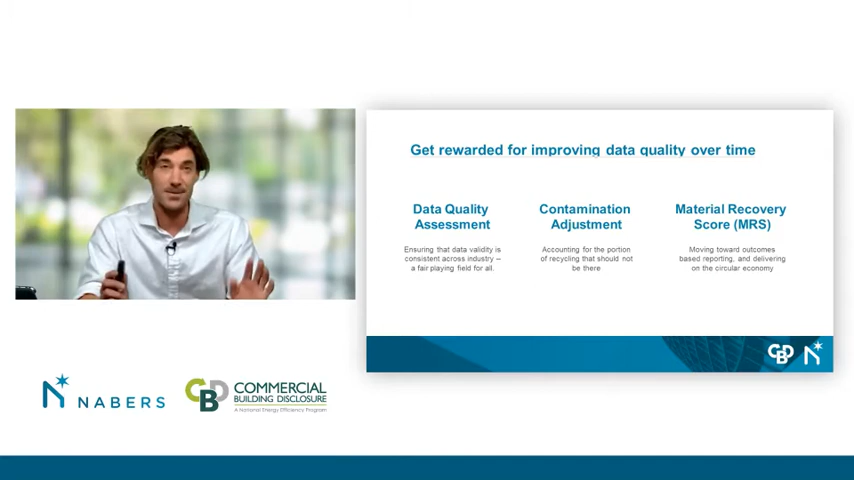 Get rewarded for improving data quality over time
Data Quality
Assessment
Ensuring that data validity is
consistent across industry –
a fair playing field for all.
Contamination
Adjustment
Accounting for the portion
of recycling that should not
be there
Material Recovery
Score (MRS)
Moving toward outcomes
based reporting, and delivering
on the circular economy
CBD
N
NABERS
CBD
COMMERCIAL
BUILDING DISCLOSURE
A National Energy Efficiency Program